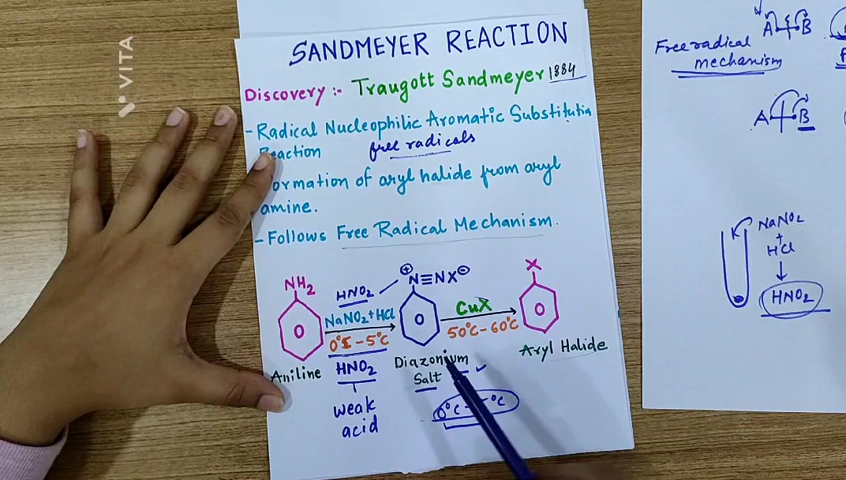 VITA
SANDMEYER REACTION
Discovery :- Traugott Sandmeyer 1884
- Radical Nucleophilic Aromatic Substitution
Reaction free radicals
ormation of aryl halide from aryl
amine.
- Follows Free Radical Mechanism.
NH2
HNO2
NaNO2 + HCl
0°C - 5°C
HNO2
weak
acid
Aniline
⊕
N≡NX⊖
Diazonium
Salt
0°C °C
CuX
50°C - 60°C
X
Aryl Halide
A B
Free radical
mechanism
A B
NaNO2
+
HCl
↓
HNO2